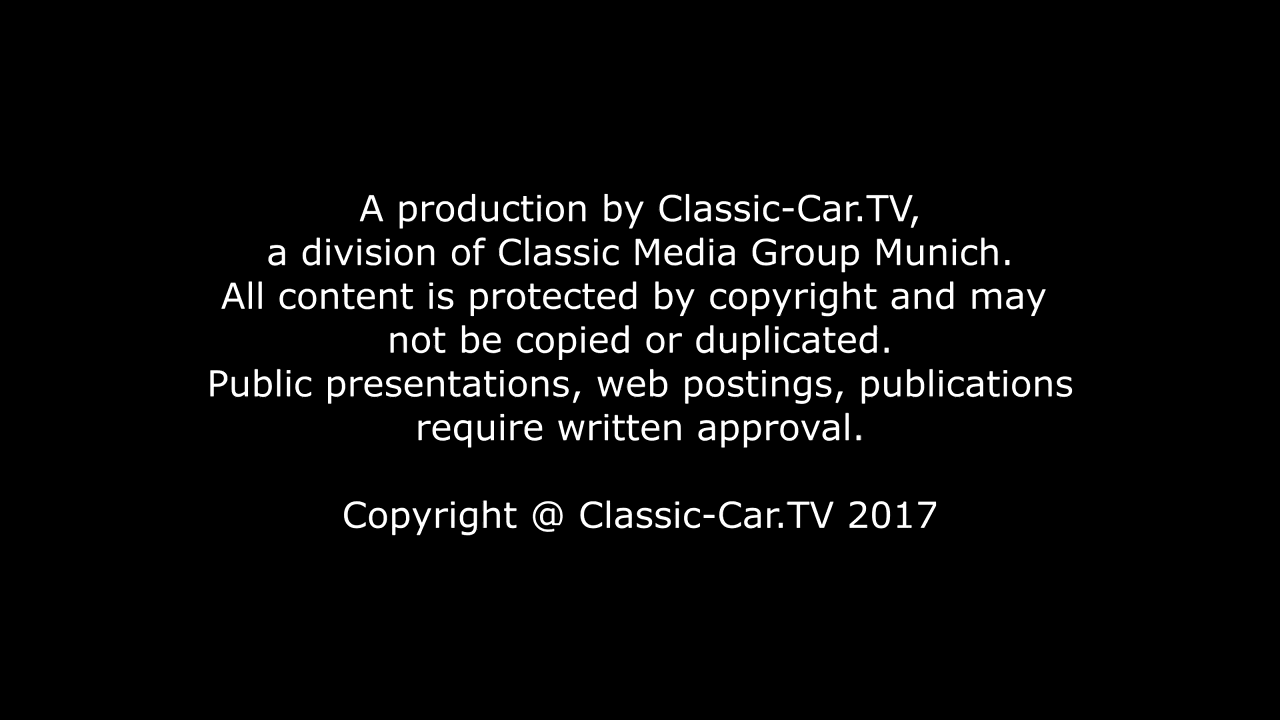 A production by Classic-Car.TV,
a division of Classic Media Group Munich.
All content is protected by copyright and may
not be copied or duplicated.
Public presentations, web postings, publications
require written approval.
Copyright @ Classic-Car.TV 2017